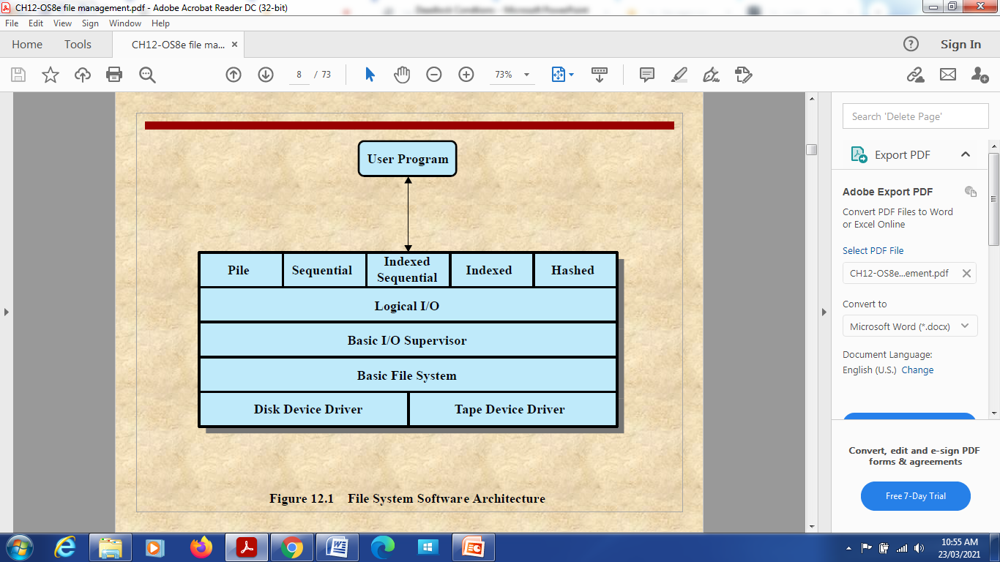 CH12-OS8e file management.pdf - Adobe Acrobat Reader DC (32-bit)
File Edit View Sign Window Help
Home Tools CH12-OS8e file ma... × Sign In
8 / 73 73%
User Program
Pile Sequential Indexed Sequential Indexed Hashed
Logical I/O
Basic I/O Supervisor
Basic File System
Disk Device Driver Tape Device Driver
Figure 12.1 File System Software Architecture
Search 'Delete Page'
Export PDF
Adobe Export PDF
Convert PDF Files to Word
or Excel Online
Select PDF File
CH12-OS8e...ement.pdf
Convert to
Microsoft Word (*.docx)
Document Language:
English (U.S.) Change
Convert, edit and e-sign PDF
forms & agreements
Free 7-Day Trial
10:55 AM
23/03/2021